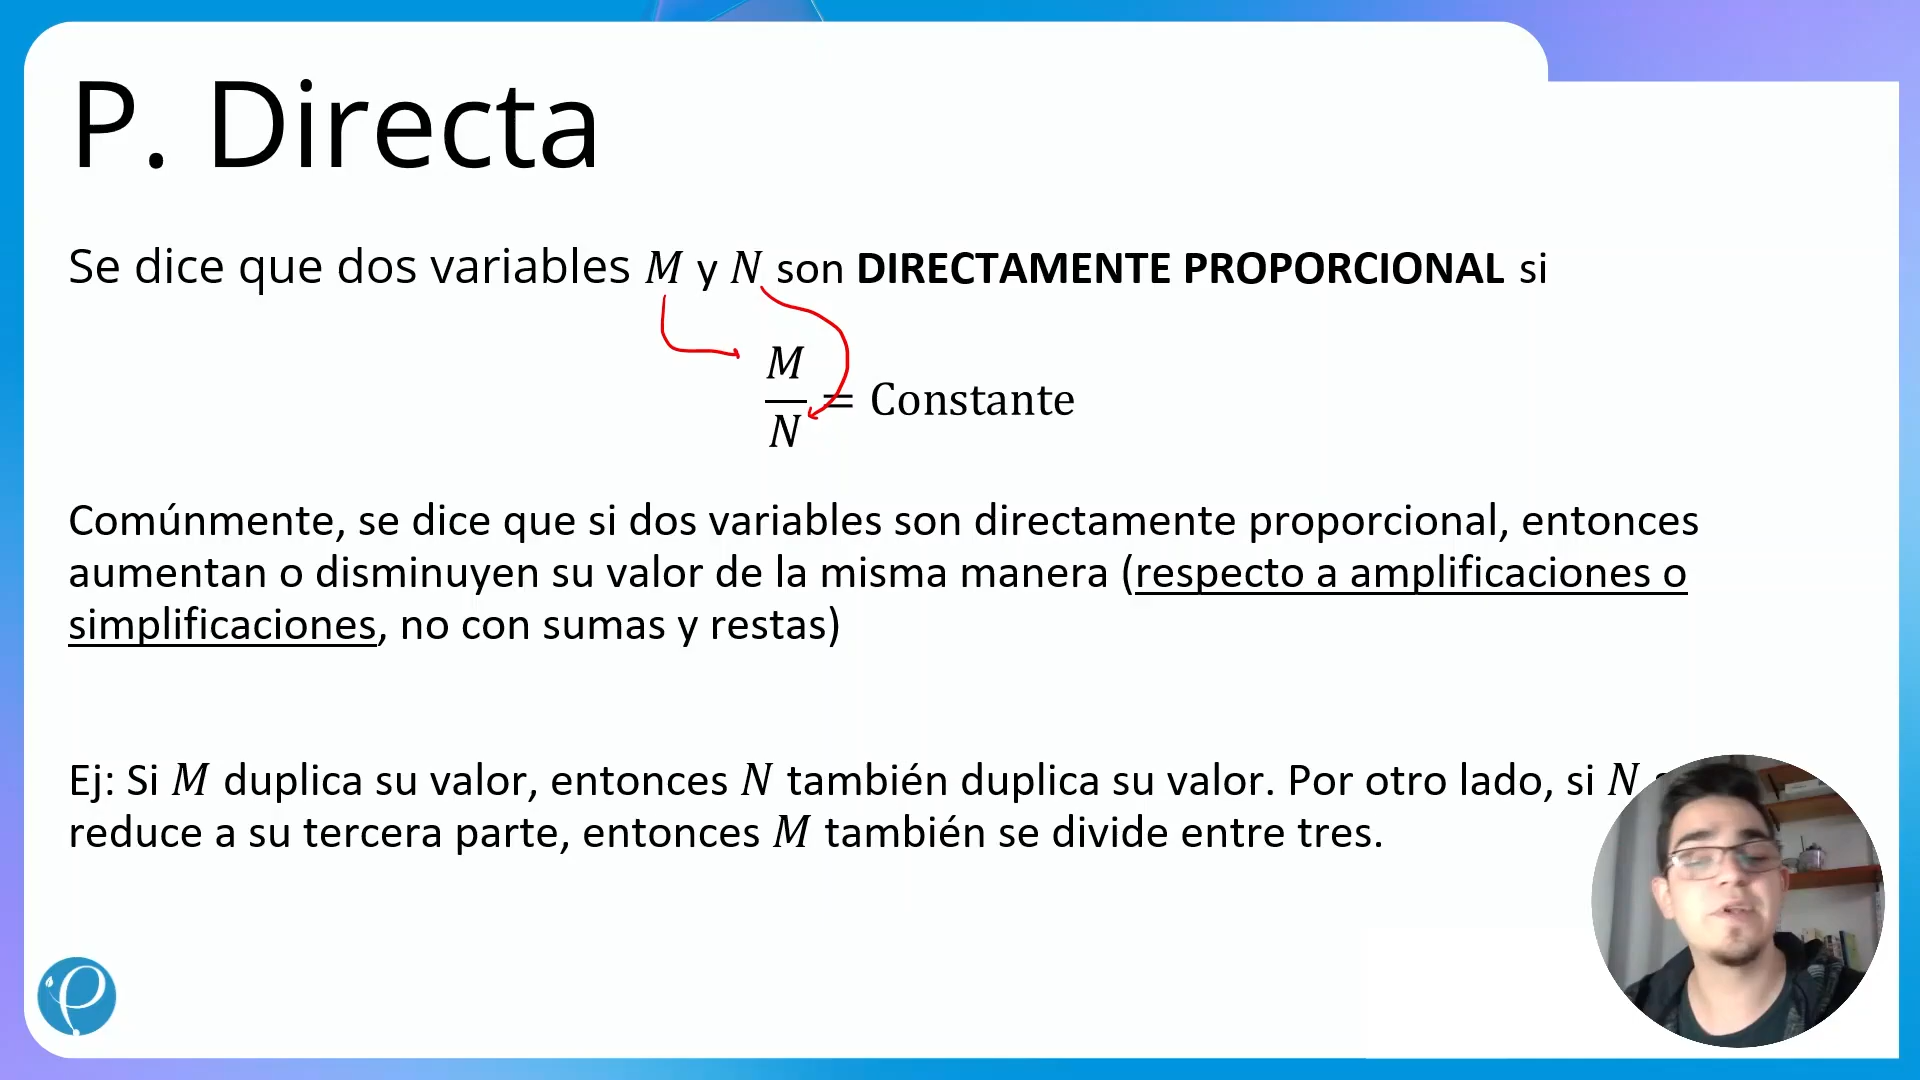 P. Directa
Se dice que dos variables M y N son DIRECTAMENTE PROPORCIONAL si
M
N
= Constante
Comúnmente, se dice que si dos variables son directamente proporcional, entonces
aumentan o disminuyen su valor de la misma manera (respecto a amplificaciones o
simplificaciones, no con sumas y restas)
Ej: Si M duplica su valor, entonces N también duplica su valor. Por otro lado, si N
reduce a su tercera parte, entonces M también se divide entre tres.